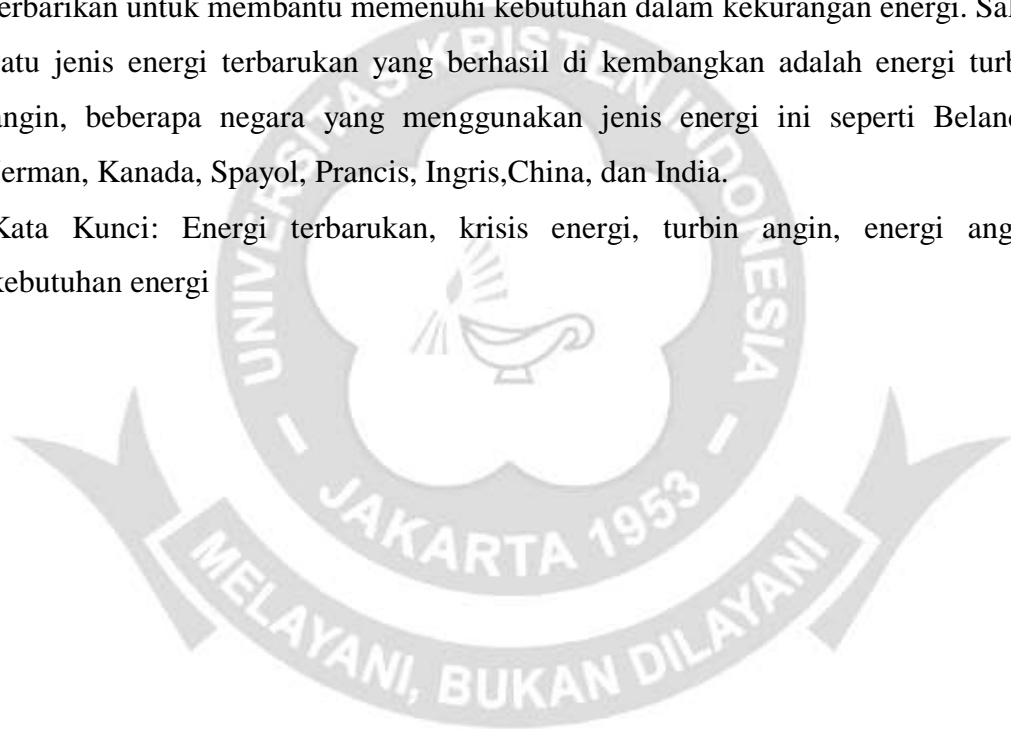 erbarikan untuk membantu memenuhi kebutuhan dalam kekurangan energi. Sal
atu jenis energi terbarukan yang berhasil di kembangkan adalah energi turb
angin, beberapa negara yang menggunakan jenis energi ini seperti Beland
Jerman, Kanada, Spayol, Prancis, Ingris,China, dan India.
Kata Kunci: Energi terbarukan, krisis energi, turbin angin, energi ang
kebutuhan energi
UNIVERSITAS KRISTEN INDONESIA
JAKARTA 1953
MELAYANI, BUKAN DILAYANI